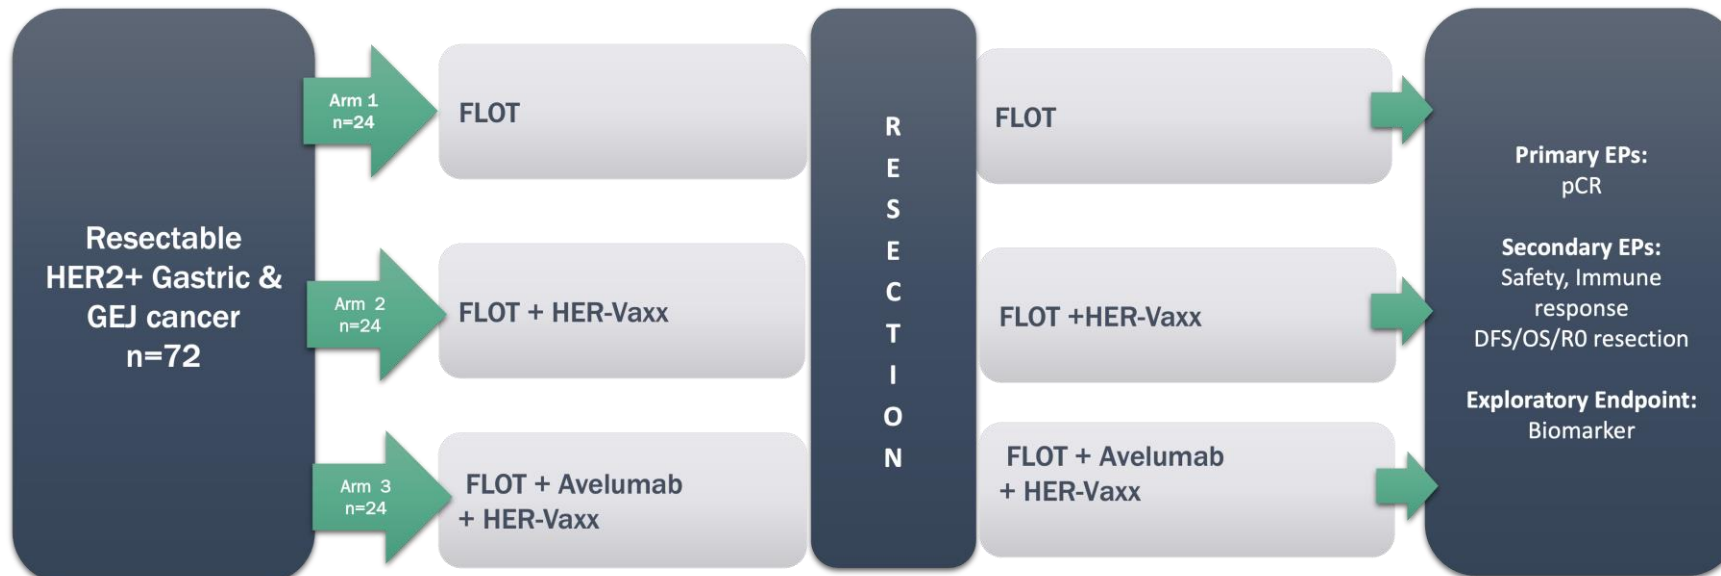 Resectable
HER2+ Gastric &
GEJ cancer
n=72
Arm 1
n=24
FLOT
Arm 2
n=24
FLOT + HER-Vaxx
Arm 3
n=24
FLOT + Avelumab
+ HER-Vaxx
R
E
S
E
C
T
I
O
N
FLOT
FLOT +HER-Vaxx
FLOT + Avelumab
+ HER-Vaxx
Primary EPs:
pCR
Secondary EPs:
Safety, Immune
response
DFS/OS/R0 resection
Exploratory Endpoint:
Biomarker